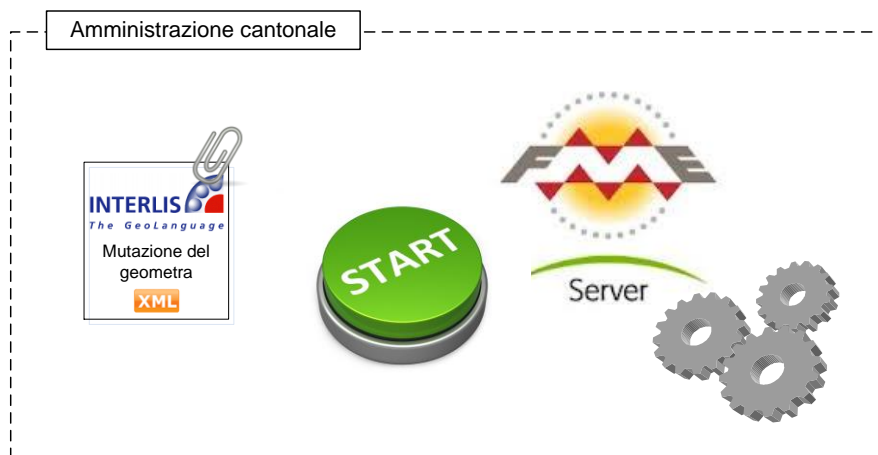 Amministrazione cantonale
INTERLIS
The GeoLanguage
Mutazione del
geometra
XML
START
FME
Server